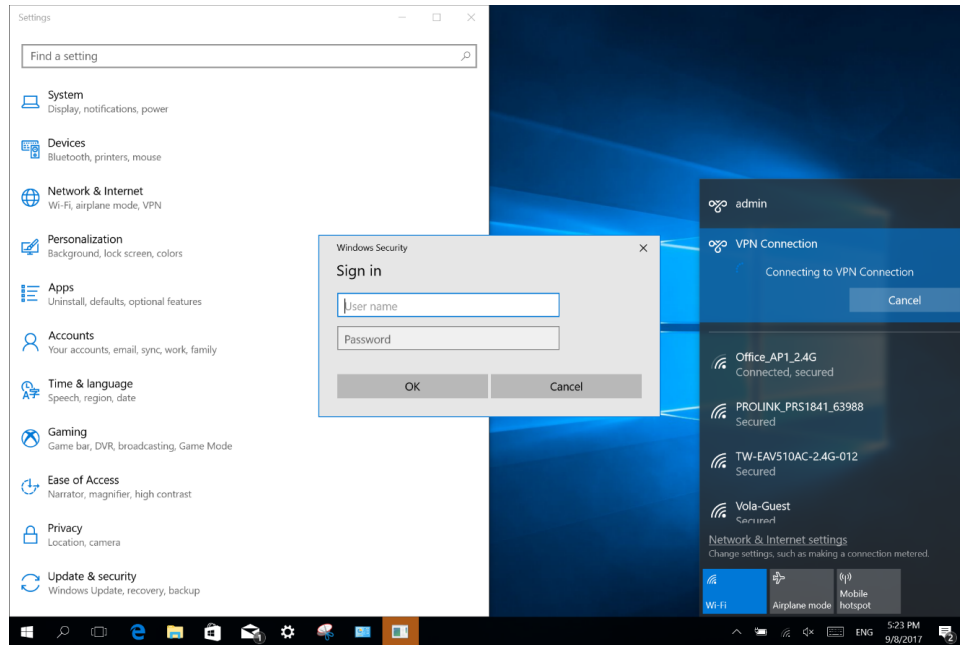 Settings
Find a setting
System
Display, notifications, power
Devices
Bluetooth, printers, mouse
Network & Internet
Wi-Fi, airplane mode, VPN
Personalization
Background, lock screen, colors
Apps
Uninstall, defaults, optional features
Accounts
Your accounts, email, sync, work, family
Time & language
Speech, region, date
Gaming
Game bar, DVR, broadcasting, Game Mode
Ease of Access
Narrator, magnifier, high contrast
Privacy
Location, camera
Update & security
Windows Update, recovery, backup
Windows Security
Sign in
User name
Password
OK Cancel
admin
VPN Connection
Connecting to VPN Connection
Cancel
Office_AP1_2.4G
Connected, secured
PROLINK_PRS1841_63988
Secured
TW-EAV510AC-2.4G-012
Secured
Vola-Guest
Secured
Network & Internet settings
Change settings, such as making a connection metered.
Wi-Fi
Airplane mode
Mobile
hotspot
ENG
5:23 PM
9/8/2017
2